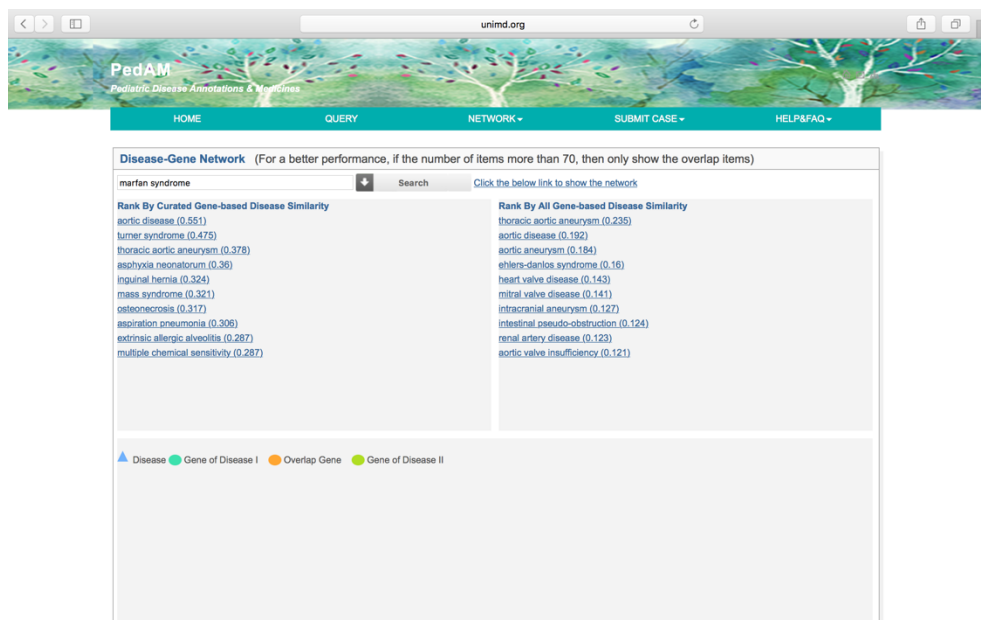 unimd.org
PedAM
Pediatric Disease Annotations & Medicines
HOME QUERY NETWORK SUBMIT CASE HELP&FAQ
Disease-Gene Network (For a better performance, if the number of items more than 70, then only show the overlap items)
marfan syndrome Search Click the below link to show the network
Rank By Curated Gene-based Disease Similarity
aortic disease (0.551)
turner syndrome (0.475)
thoracic aortic aneurysm (0.378)
asphyxia neonatorum (0.36)
inguinal hernia (0.324)
mass syndrome (0.321)
osteonecrosis (0.317)
aspiration pneumonia (0.306)
extrinsic allergic alveolitis (0.287)
multiple chemical sensitivity (0.287)
Rank By All Gene-based Disease Similarity
thoracic aortic aneurysm (0.235)
aortic disease (0.192)
aortic aneurysm (0.184)
ehlers-danlos syndrome (0.16)
heart valve disease (0.143)
mitral valve disease (0.141)
intracranial aneurysm (0.127)
intestinal pseudo-obstruction (0.124)
renal artery disease (0.123)
aortic valve insufficiency (0.121)
Disease Gene of Disease I Overlap Gene Gene of Disease II